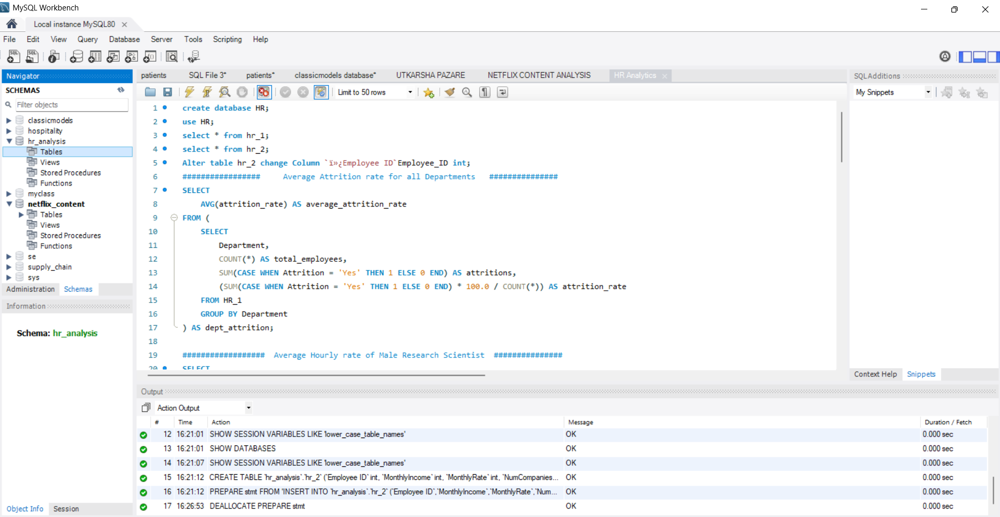 MySQL Workbench
Local instance MySQL80
File Edit View Query Database Server Tools Scripting Help
Navigator
SCHEMAS
Filter objects
classicmodels
hospitality
hr_analysis
Tables
Views
Stored Procedures
Functions
myclass
netflix_content
Tables
Views
Stored Procedures
Functions
se
supply_chain
sys
Administration Schemas
Information
Schema: hr_analysis
Object Info Session
patients SQL File 3* patients* classicmodels database* UTKARSHA PAZARE NETFLIX CONTENT ANALYSIS HR Analytics
Limit to 50 rows
1 create database HR;
2 use HR;
3 select * from hr_1;
4 select * from hr_2;
5 Alter table hr_2 change Column `ï»¿Employee ID`Employee_ID int;
6 ################# Average Attrition rate for all Departments ###############
7 SELECT
8 AVG(attrition_rate) AS average_attrition_rate
9 FROM (
10 SELECT
11 Department,
12 COUNT(*) AS total_employees,
13 SUM(CASE WHEN Attrition = 'Yes' THEN 1 ELSE 0 END) AS attritions,
14 (SUM(CASE WHEN Attrition = 'Yes' THEN 1 ELSE 0 END) * 100.0 / COUNT(*)) AS attrition_rate
15 FROM HR_1
16 GROUP BY Department
17 ) AS dept_attrition;
18
19 ################## Average Hourly rate of Male Research Scientist ###############
20 SELECT
SQLAdditions
My Snippets
Context Help Snippets
Output
Action Output
# Time Action Message Duration / Fetch
12 16:21:01 SHOW SESSION VARIABLES LIKE 'lower_case_table_names' OK 0.000 sec
13 16:21:01 SHOW DATABASES OK 0.000 sec
14 16:21:07 SHOW SESSION VARIABLES LIKE 'lower_case_table_names' OK 0.000 sec
15 16:21:12 CREATE TABLE `hr_analysis`.`hr_2` (`Employee ID` int, `MonthlyIncome` int, `MonthlyRate` int, `NumCompanies... OK 0.000 sec
16 16:21:12 PREPARE stmt FROM 'INSERT INTO `hr_analysis`.`hr_2` (`Employee ID`,`MonthlyIncome`,`MonthlyRate`,`Num... OK 0.000 sec
17 16:26:53 DEALLOCATE PREPARE stmt OK 0.000 sec